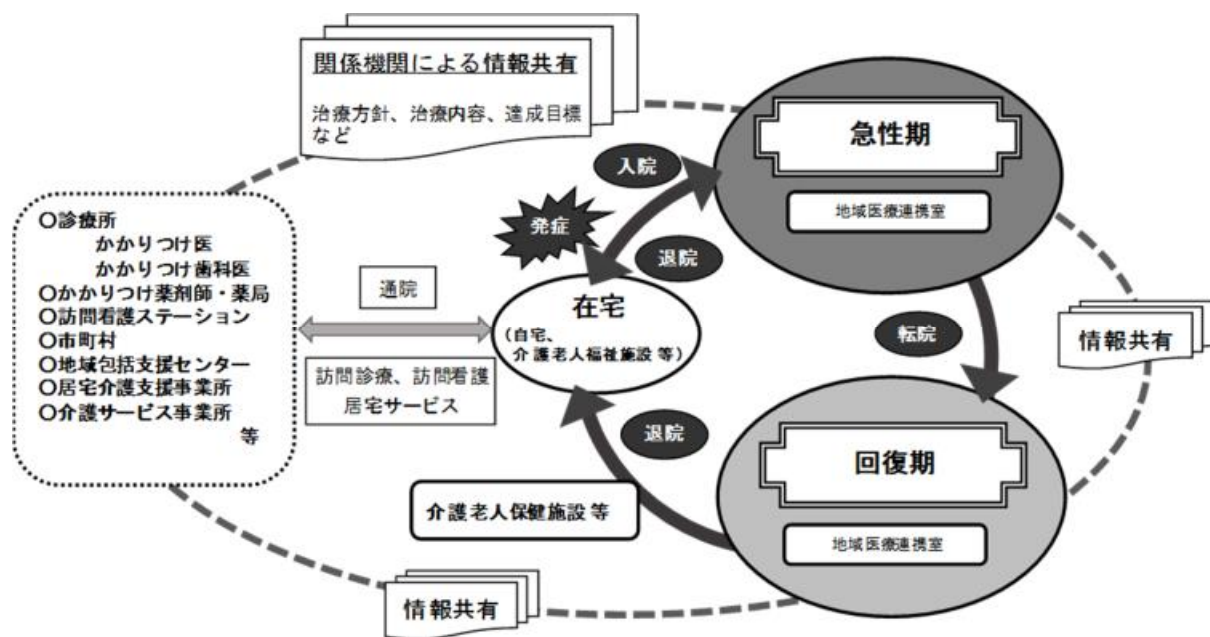 関係機関による情報共有
治療方針、治療内容、達成目標
など
急性期
地域医療連携室
入院
発症
退院
〇診療所
かかりつけ医
かかりつけ歯科医
〇かかりつけ薬剤師・薬局
〇訪問看護ステーション
〇市町村
〇地域包括支援センター
〇居宅介護支援事業所
〇介護サービス事業所
等
通院
訪問診療、訪問看護
居宅サービス
在宅
（自宅、
介護老人福祉施設等）
転院
情報共有
退院
回復期
地域医療連携室
介護老人保健施設等
情報共有